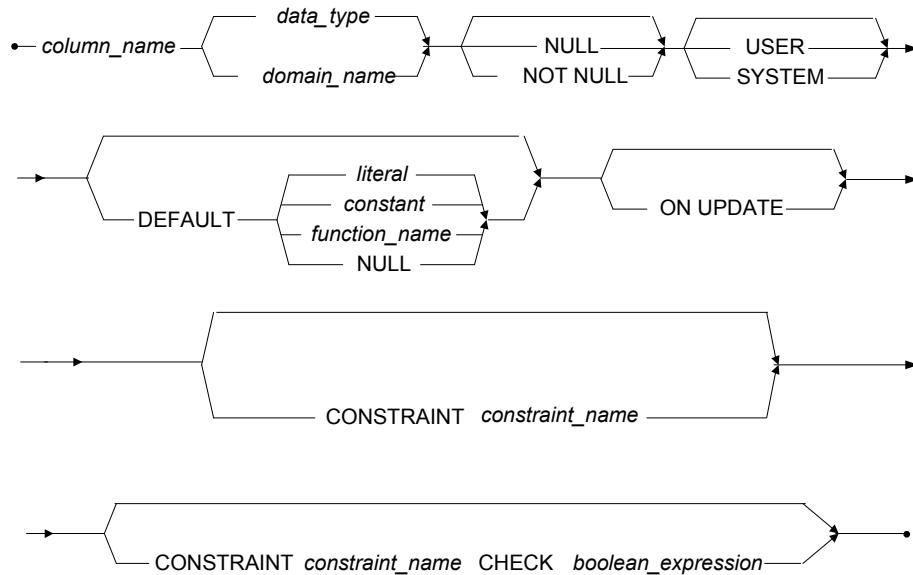 data_type
column_name
NULL
USER
domain_name
NOT NULL
SYSTEM
literal
DEFAULT
constant
ON UPDATE
function_name
NULL
CONSTRAINT constraint_name
CONSTRAINT constraint_name CHECK boolean_expression